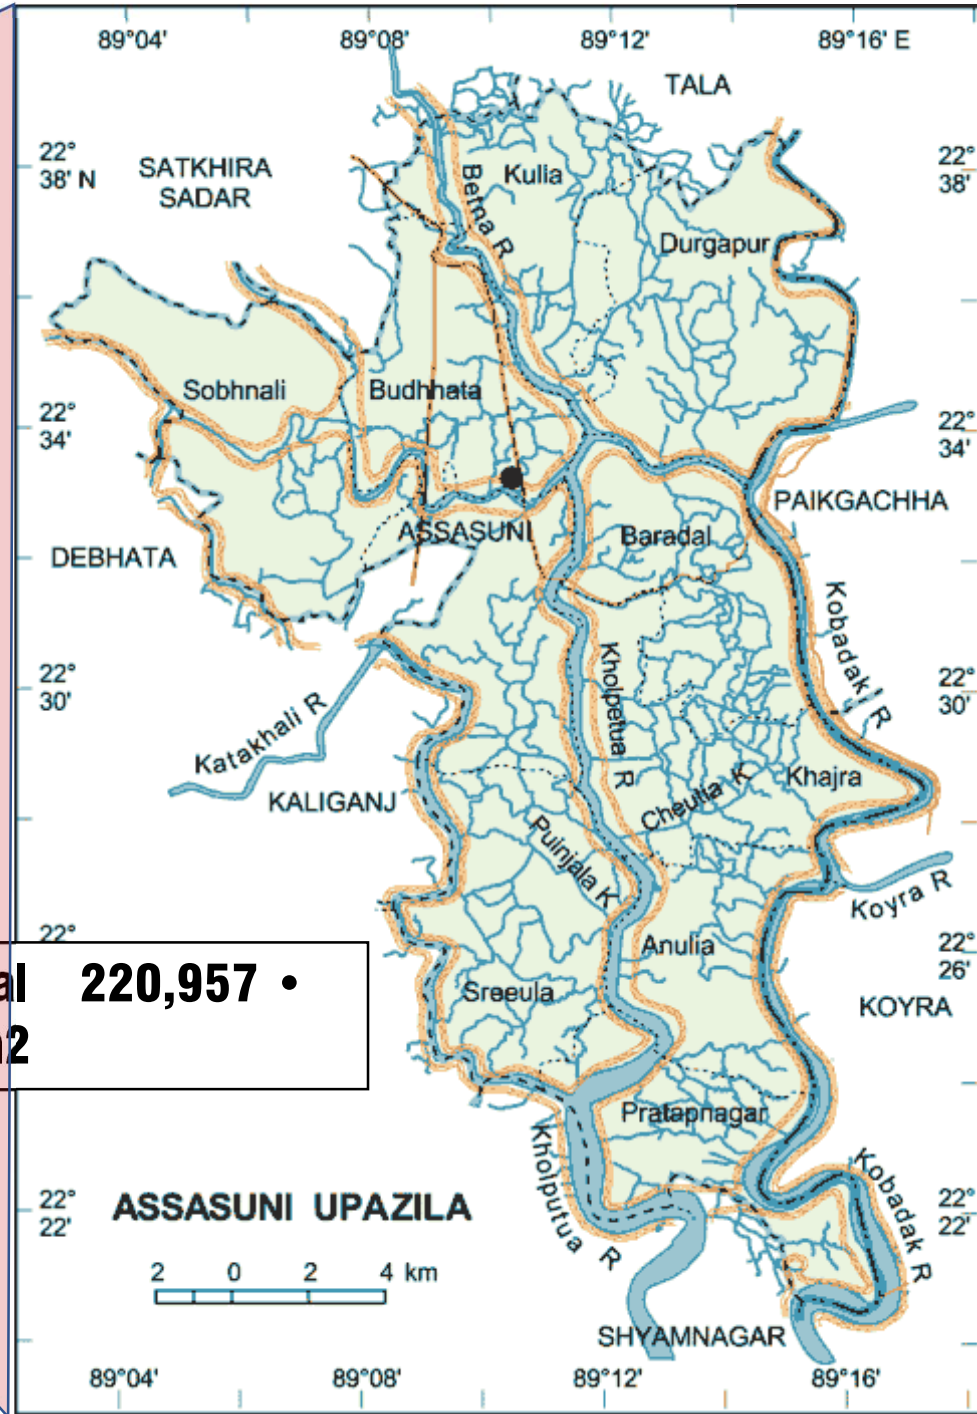 89°04' 89°08' 89°12' 89°16' E
TALA
22°
38' N
SATKHIRA
SADAR
Betna R
Kulia
22°
38'
Durgapur
Sobhnali
Budhhata
22°
34'
22°
34'
PAIKGACHHA
ASSASUNI
Baradal
DEBHATA
Kobadak R
22°
30'
Kholpetua R
22°
30'
Katakhali R
KALIGANJ
Khajra
Cheutia K
Puinjala K
Koyra R
22°
Anulia
22°
26'
220,957 •
Sreeula
KOYRA
Pratapnagar
Kholputua R
Kobadak R
22°
22'
ASSASUNI UPAZILA
22°
22'
2 0 2 4 km
SHYAMNAGAR
89°04' 89°08' 89°12' 89°16'